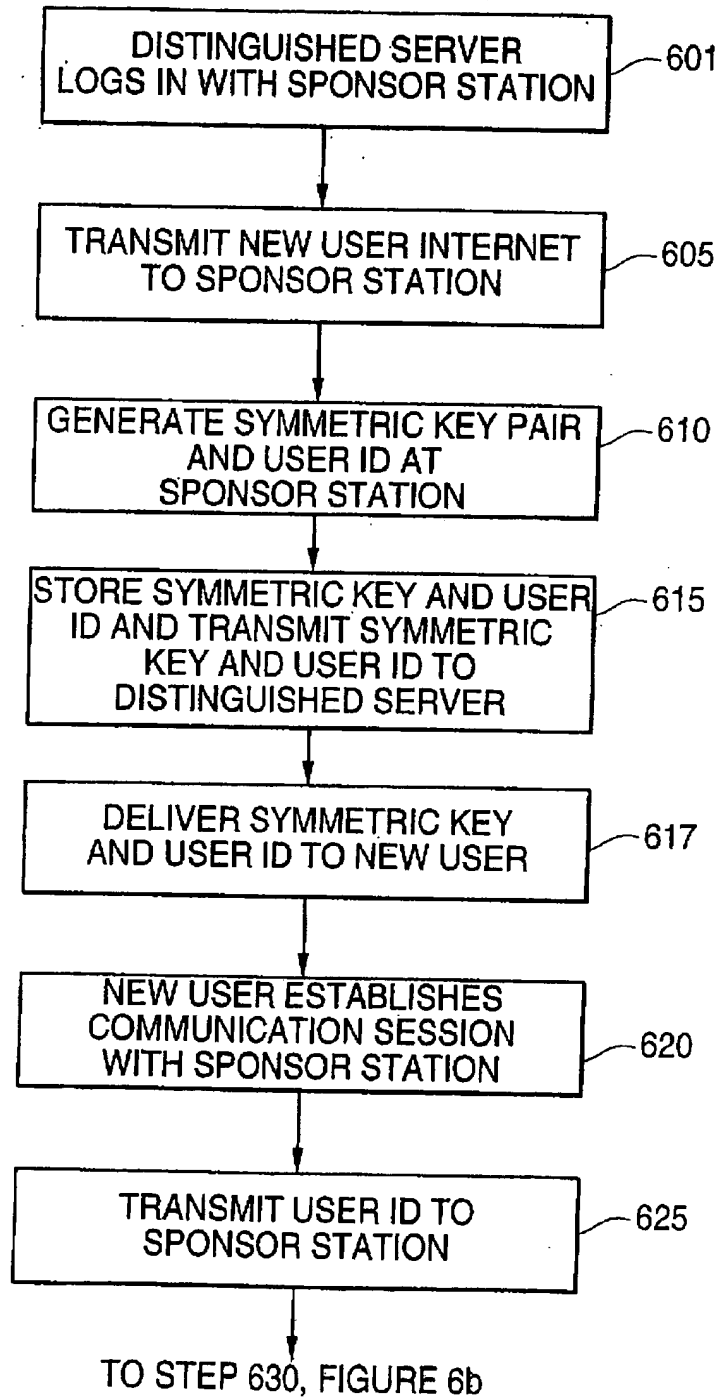 DISTINGUISHED SERVER
LOGS IN WITH SPONSOR STATION
601
TRANSMIT NEW USER INTERNET
TO SPONSOR STATION
605
GENERATE SYMMETRIC KEY PAIR
AND USER ID AT
SPONSOR STATION
610
STORE SYMMETRIC KEY AND USER
ID AND TRANSMIT SYMMETRIC
KEY AND USER ID TO
DISTINGUISHED SERVER
615
DELIVER SYMMETRIC KEY
AND USER ID TO NEW USER
617
NEW USER ESTABLISHES
COMMUNICATION SESSION
WITH SPONSOR STATION
620
TRANSMIT USER ID TO
SPONSOR STATION
625
TO STEP 630, FIGURE 6b